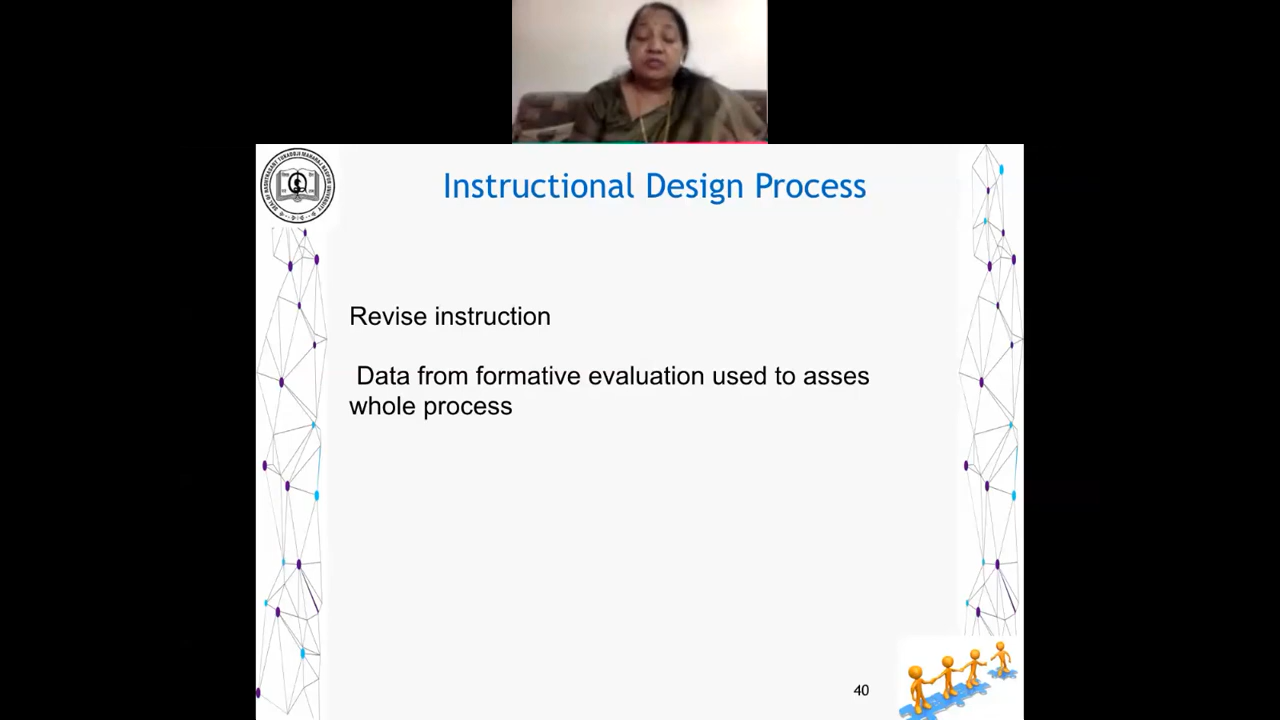 Instructional Design Process
Revise instruction
Data from formative evaluation used to asses
whole process
40